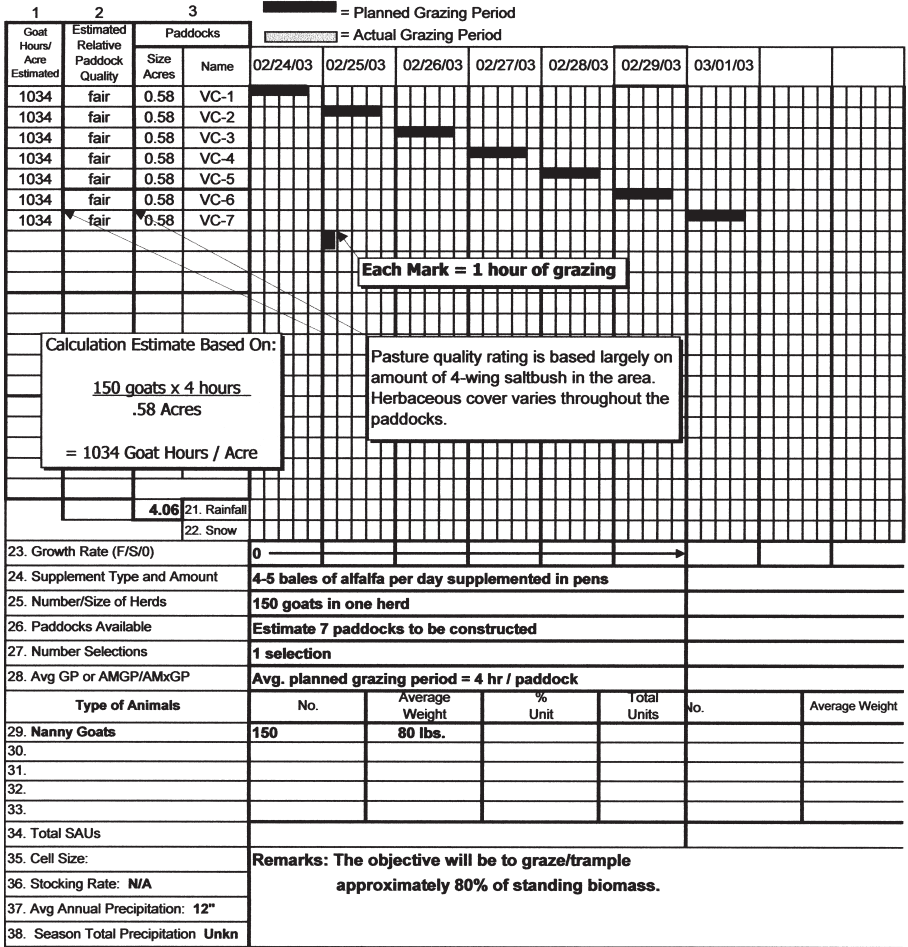 1 2 3
= Planned Grazing Period
= Actual Grazing Period
Goat Hours/ Acre Estimated
Estimated Relative Paddock Quality
Paddocks
Size Acres
Name
02/24/03 02/25/03 02/26/03 02/27/03 02/28/03 02/29/03 03/01/03
1034 fair 0.58 VC-1
1034 fair 0.58 VC-2
1034 fair 0.58 VC-3
1034 fair 0.58 VC-4
1034 fair 0.58 VC-5
1034 fair 0.58 VC-6
1034 fair 0.58 VC-7
Each Mark = 1 hour of grazing
Calculation Estimate Based On:
150 goats x 4 hours
.58 Acres
= 1034 Goat Hours / Acre
Pasture quality rating is based largely on
amount of 4-wing saltbush in the area.
Herbaceous cover varies throughout the
paddocks.
4.06 21. Rainfall
22. Snow
23. Growth Rate (F/S/0) 0
24. Supplement Type and Amount 4-5 bales of alfalfa per day supplemented in pens
25. Number/Size of Herds 150 goats in one herd
26. Paddocks Available Estimate 7 paddocks to be constructed
27. Number Selections 1 selection
28. Avg GP or AMGP/AMxGP Avg. planned grazing period = 4 hr / paddock
Type of Animals No. Average Weight % Unit Total Units No. Average Weight
29. Nanny Goats 150 80 lbs.
30.
31.
32.
33.
34. Total SAUs
35. Cell Size: Remarks: The objective will be to graze/trample
36. Stocking Rate: N/A approximately 80% of standing biomass.
37. Avg Annual Precipitation: 12"
38. Season Total Precipitation Unkn